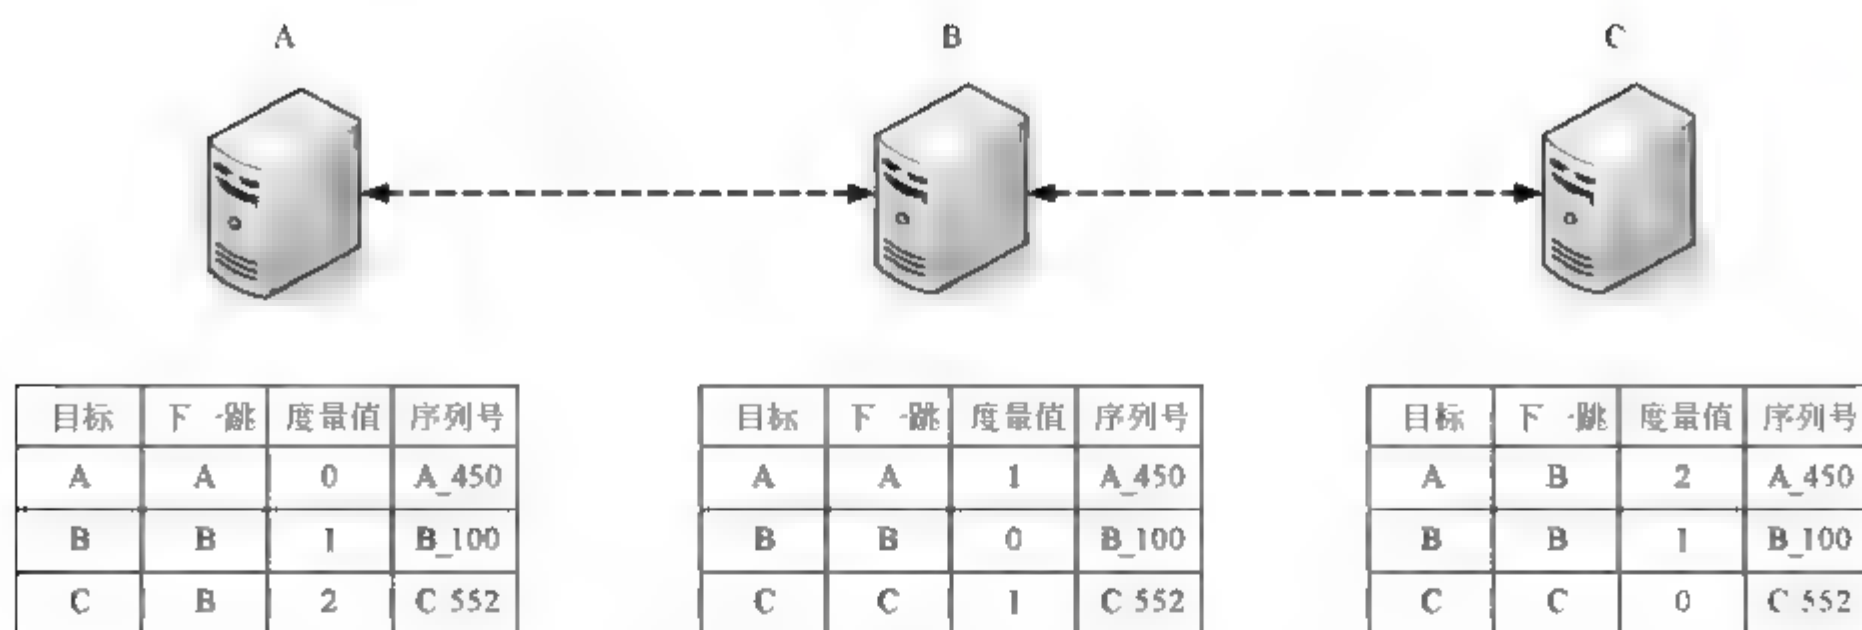 A B C
目标 下一跳 度量值 序列号
A A 0 A_450
B B 1 B_100
C B 2 C 552
目标 下一跳 度量值 序列号
A A 1 A_450
B B 0 B_100
C C 1 C 552
目标 下一跳 度量值 序列号
A B 2 A_450
B B 1 B_100
C C 0 C 552